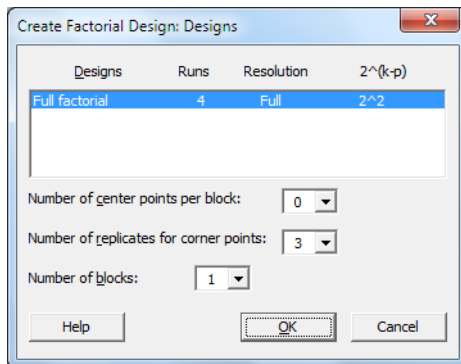 Create Factorial Design: Designs
Designs Runs Resolution 2^(k-p)
Full factorial 4 Full 2^2
Number of center points per block: 0
Number of replicates for corner points: 3
Number of blocks: 1
Help OK Cancel